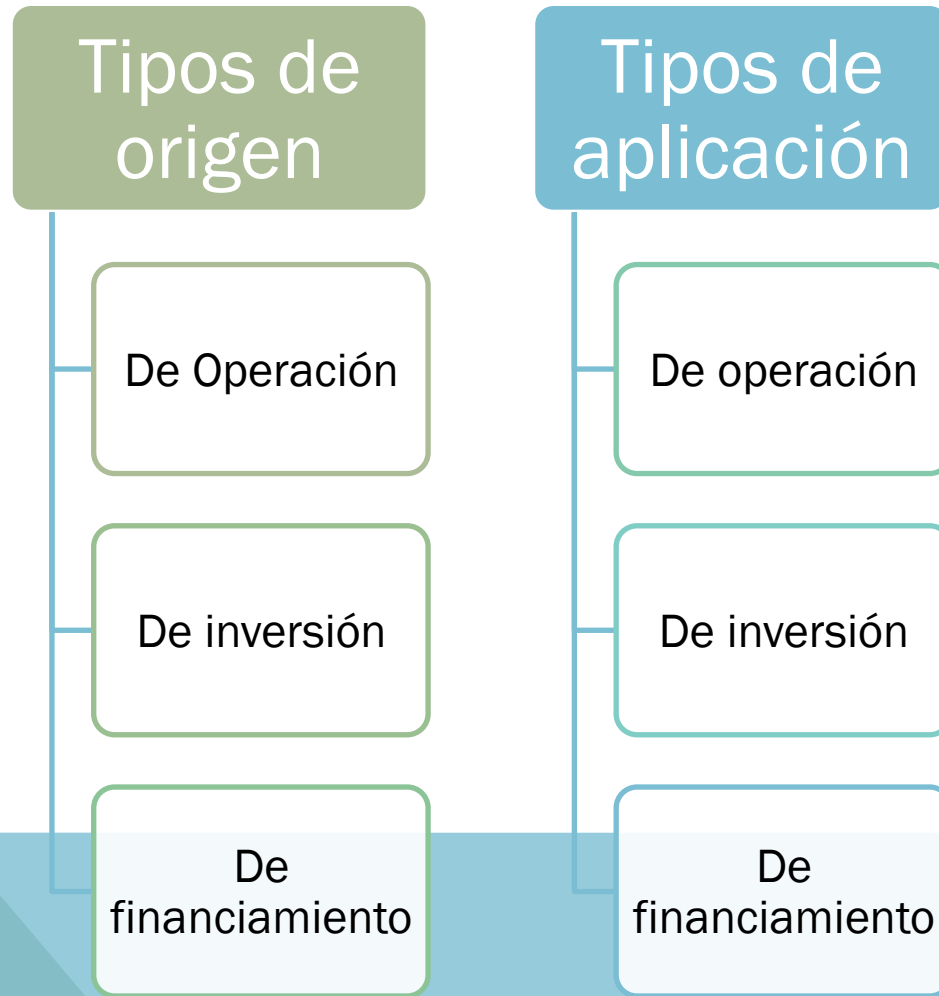 Tipos de
origen
De Operación
De inversión
De
financiamiento
Tipos de
aplicación
De operación
De inversión
De
financiamiento